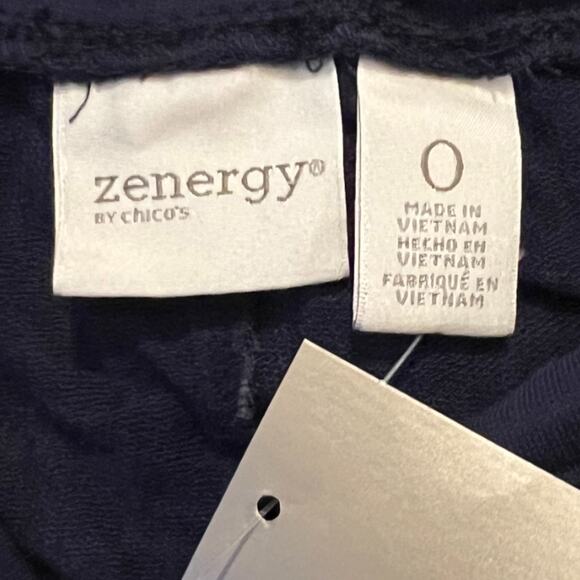 zenergy®
BY chico's
0
MADE IN
VIETNAM
HECHO EN
VIETNAM
FABRIQUÉ EN
VIETNAM